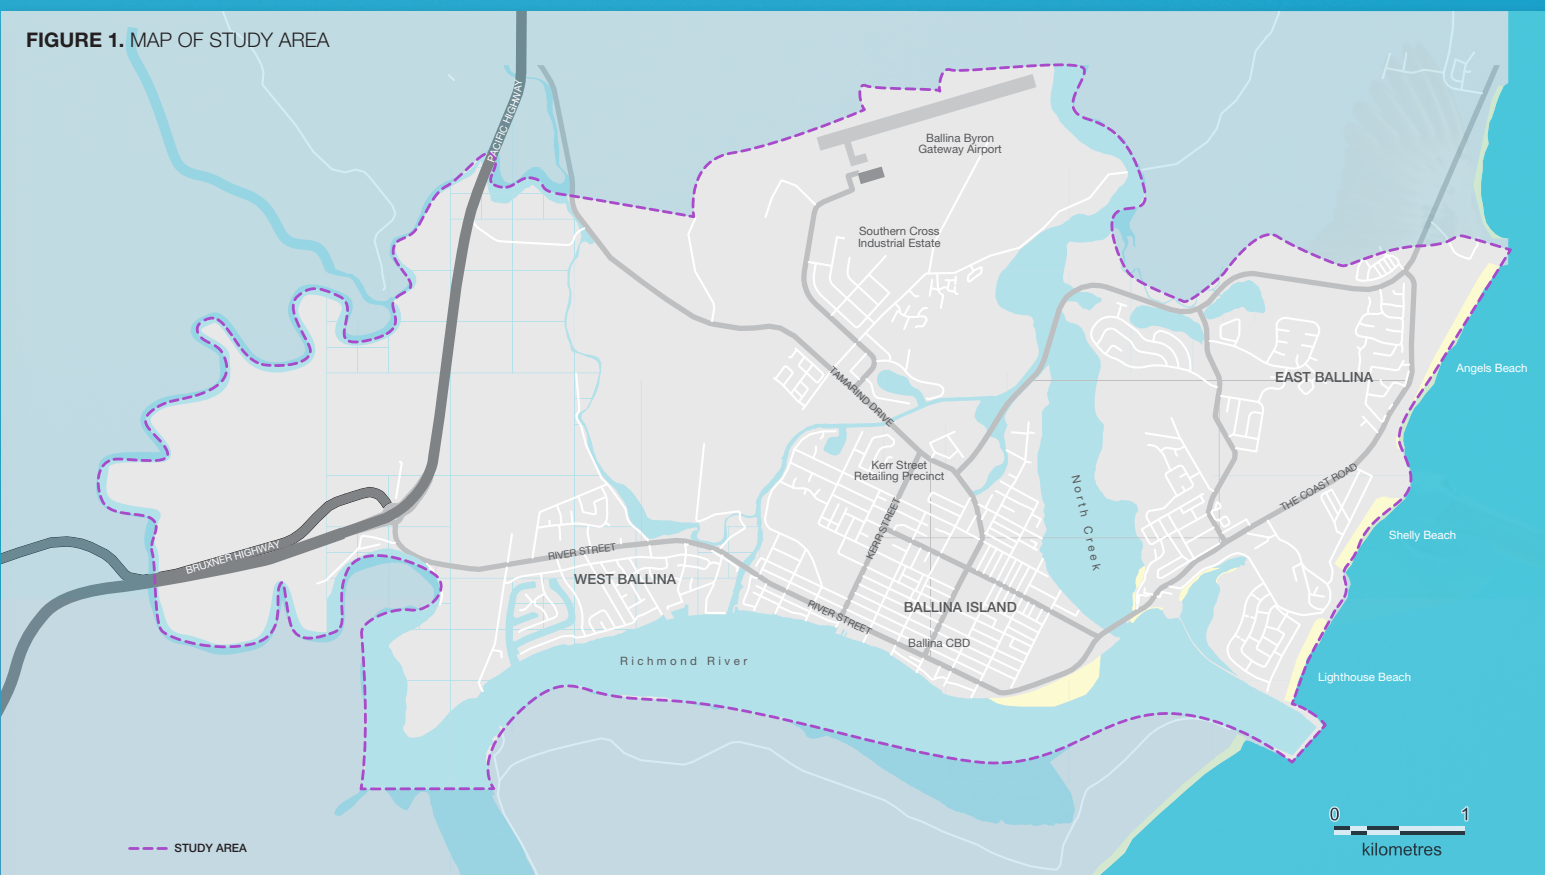 FIGURE 1. MAP OF STUDY AREA
PACIFIC HIGHWAY
Ballina Byron
Gateway Airport
Southern Cross
Industrial Estate
Angels Beach
EAST BALLINA
TAMARIND DRIVE
Kerr Street
Retailing Precinct
THE COAST ROAD
North Creek
KERR STREET
Shelly Beach
BRUXNER HIGHWAY
RIVER STREET
WEST BALLINA
BALLINA ISLAND
RIVER STREET
Ballina CBD
Richmond River
Lighthouse Beach
0 1
kilometres
STUDY AREA